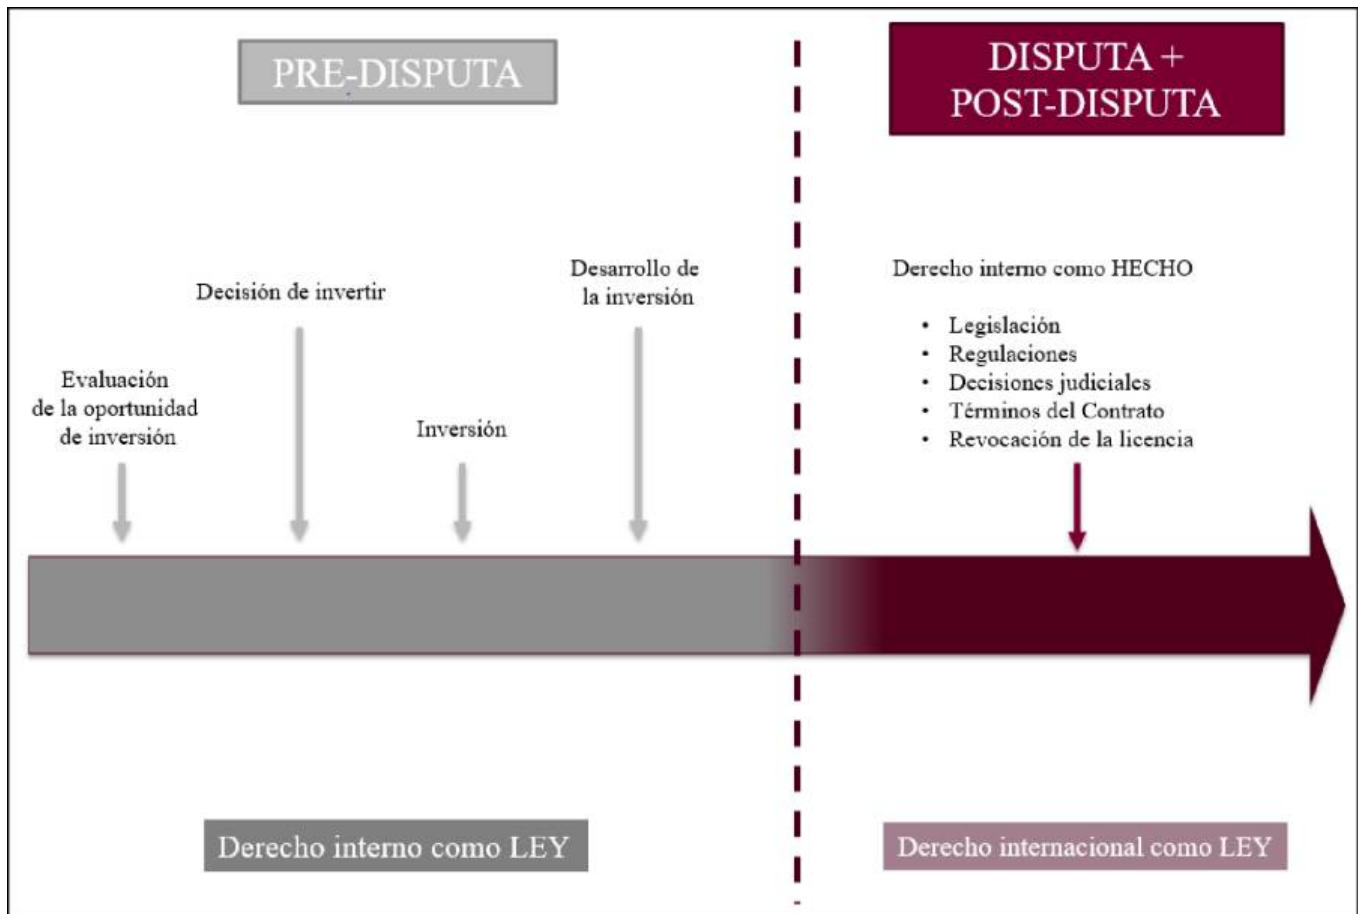 PRE-DISPUTA
DISPUTA +
POST-DISPUTA
Evaluación
de la oportunidad
de inversión
Decisión de invertir
Inversión
Desarrollo de
la inversión
Derecho interno como HECHO
• Legislación
• Regulaciones
• Decisiones judiciales
• Términos del Contrato
• Revocación de la licencia
Derecho interno como LEY
Derecho internacional como LEY